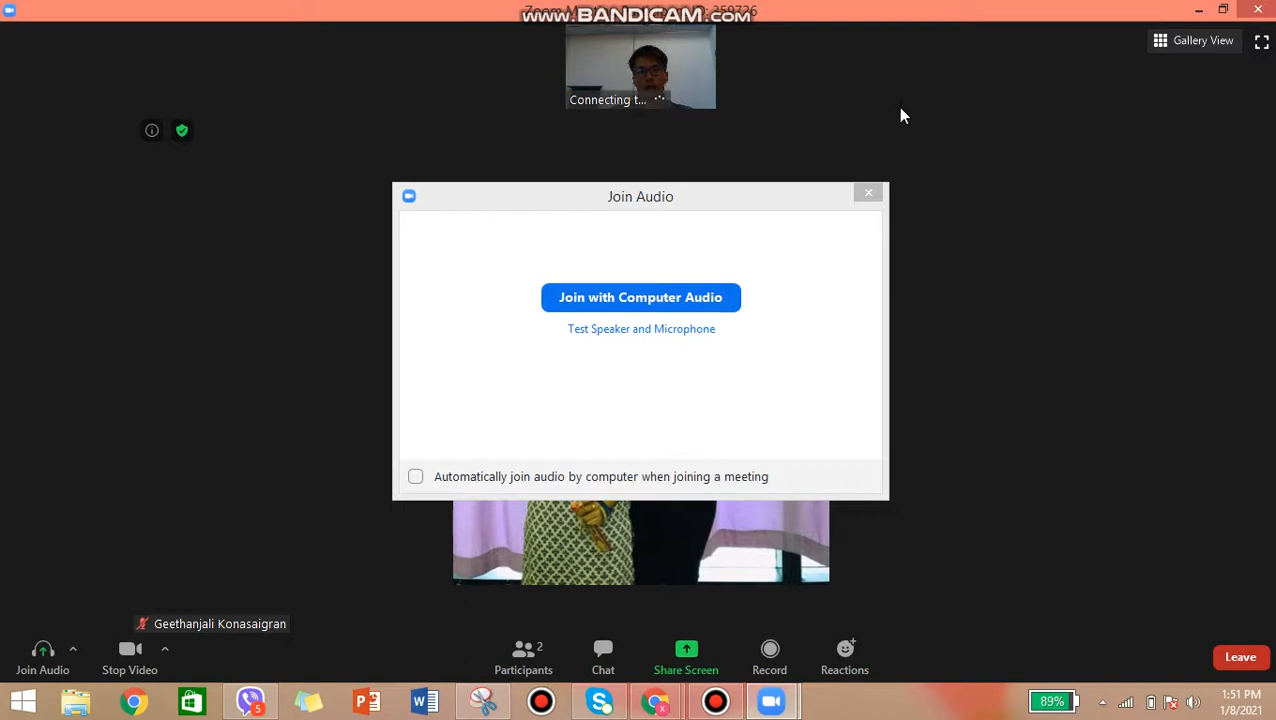 www.BANDICAM.com
Gallery View
Connecting t...
Join Audio
Join with Computer Audio
Test Speaker and Microphone
Automatically join audio by computer when joining a meeting
Geethanjali Konasaigran
Join Audio
Stop Video
2
Participants
Chat
Share Screen
Record
Reactions
Leave
5
89%
1:51 PM
1/8/2021